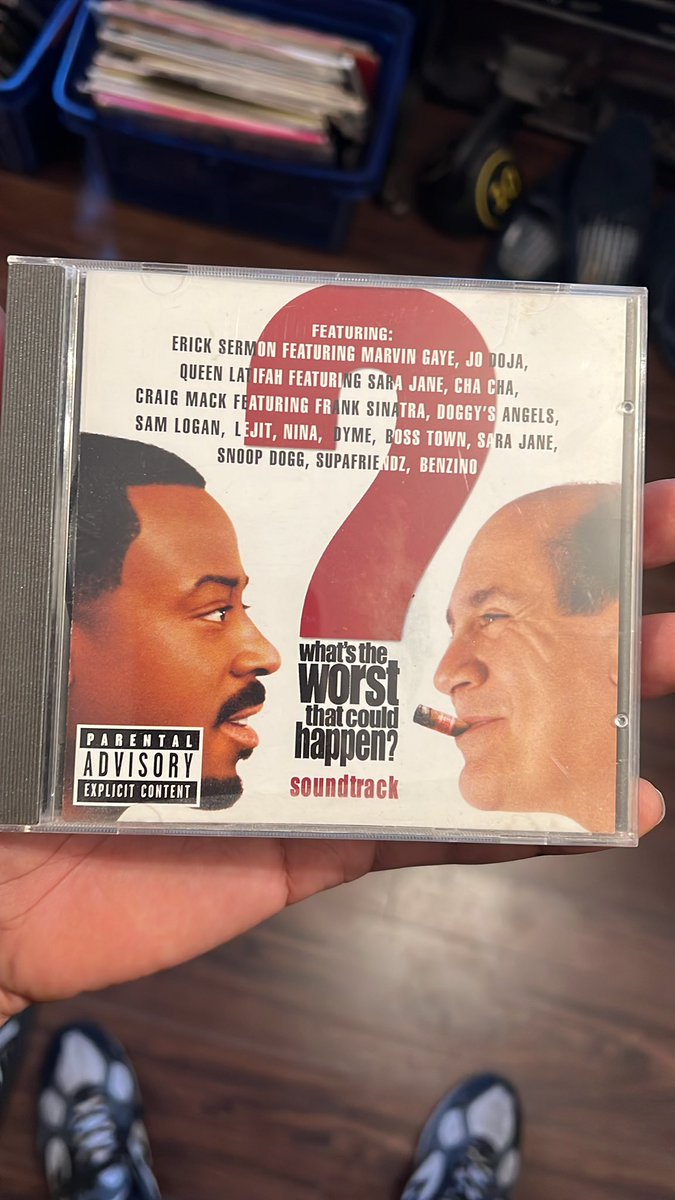 FEATURING:
ERICK SERMON FEATURING MARVIN GAYE, JO DOJA,
QUEEN LATIFAH FEATURING SARA JANE, CHA CHA,
CRAIG MACK FEATURING FRANK SINATRA, DOGGY'S ANGELS,
SAM LOGAN, LEJIT, NINA, DYME, BOSS TOWN, SARA JANE,
SNOOP DOGG, SUPAFRIENDZ, BENZINO
what's the
worst
that could
happen?
soundtrack
PARENTAL
ADVISORY
EXPLICIT CONTENT